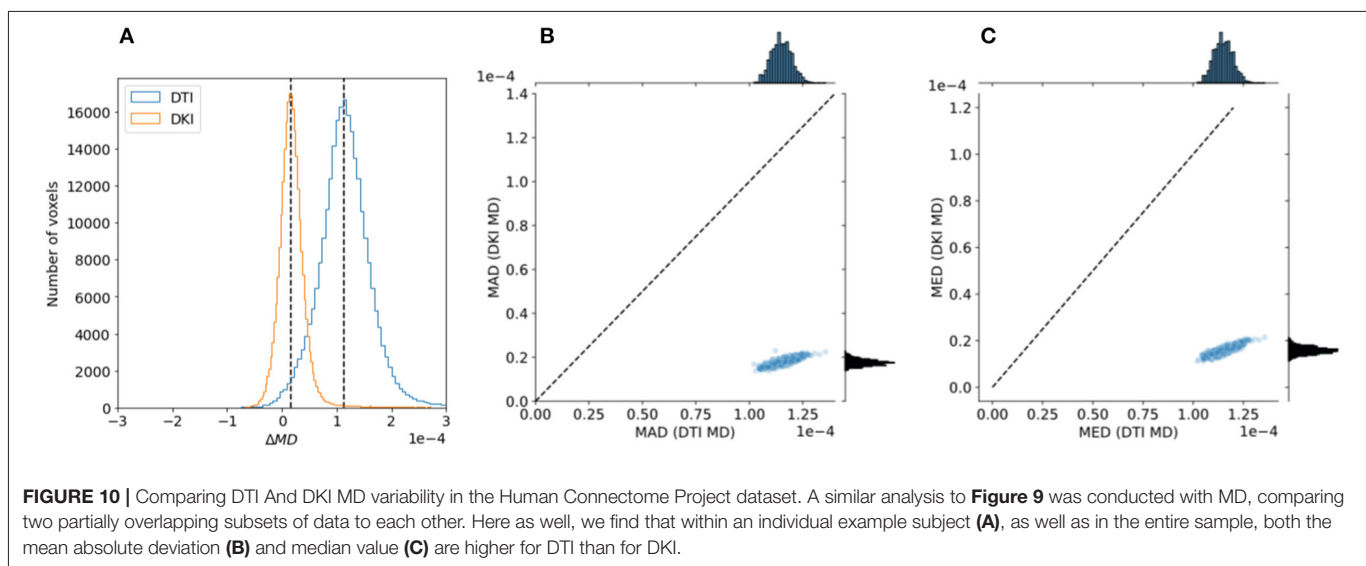 A
B
C
DTI
DKI
16000
14000
12000
10000
8000
6000
4000
2000
0
Number of voxels
−3
−2
−1
0
1
2
3
1e−4
ΔMD
1e−4
1.4
1.2
1.0
0.8
0.6
0.4
0.2
0.0
MAD (DKI MD)
0.00
0.25
0.50
0.75
1.00
1.25
MAD (DTI MD)
1e−4
1e−4
1.2
1.0
0.8
0.6
0.4
0.2
0.0
MED (DKI MD)
0.00
0.25
0.50
0.75
1.00
1.25
MED (DTI MD)
1e−4
FIGURE 10 | Comparing DTI And DKI MD variability in the Human Connectome Project dataset. A similar analysis to Figure 9 was conducted with MD, comparing
two partially overlapping subsets of data to each other. Here as well, we find that within an individual example subject (A), as well as in the entire sample, both the
mean absolute deviation (B) and median value (C) are higher for DTI than for DKI.